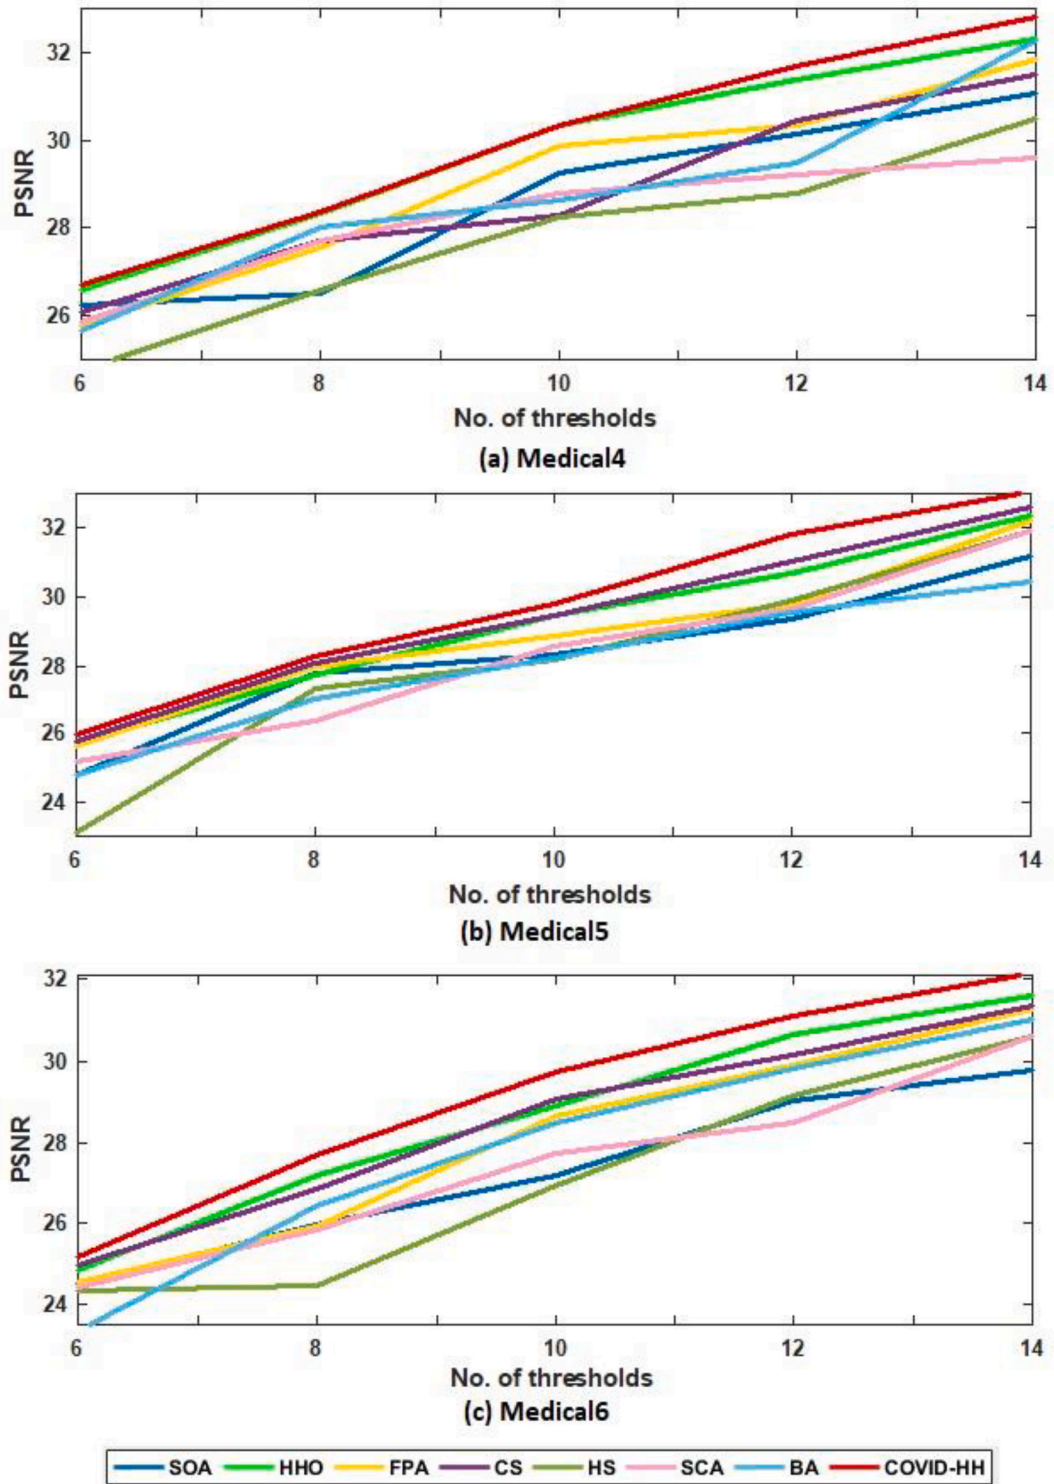 32
30
28
26
PSNR
6 8 10 12 14
No. of thresholds
(a) Medical4
32
30
28
26
24
PSNR
6 8 10 12 14
No. of thresholds
(b) Medical5
32
30
28
26
24
PSNR
6 8 10 12 14
No. of thresholds
(c) Medical6
SOA HHO FPA CS HS SCA BA COVID-HH